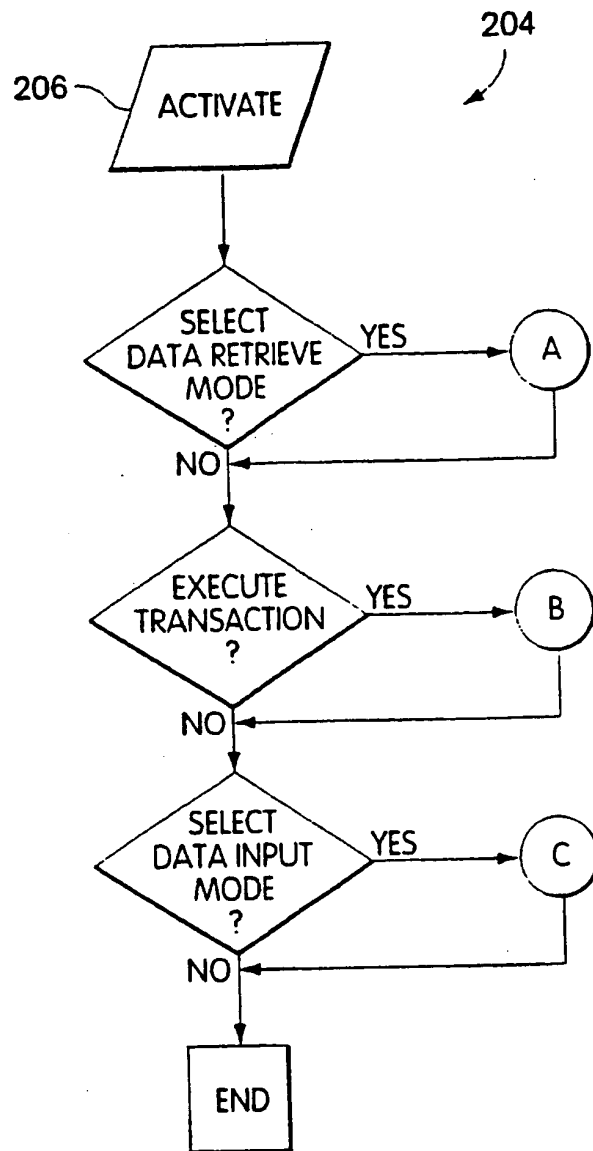 204
206
ACTIVATE
SELECT
DATA RETRIEVE
MODE
?
YES
A
NO
EXECUTE
TRANSACTION
?
YES
B
NO
SELECT
DATA INPUT
MODE
?
YES
C
NO
END